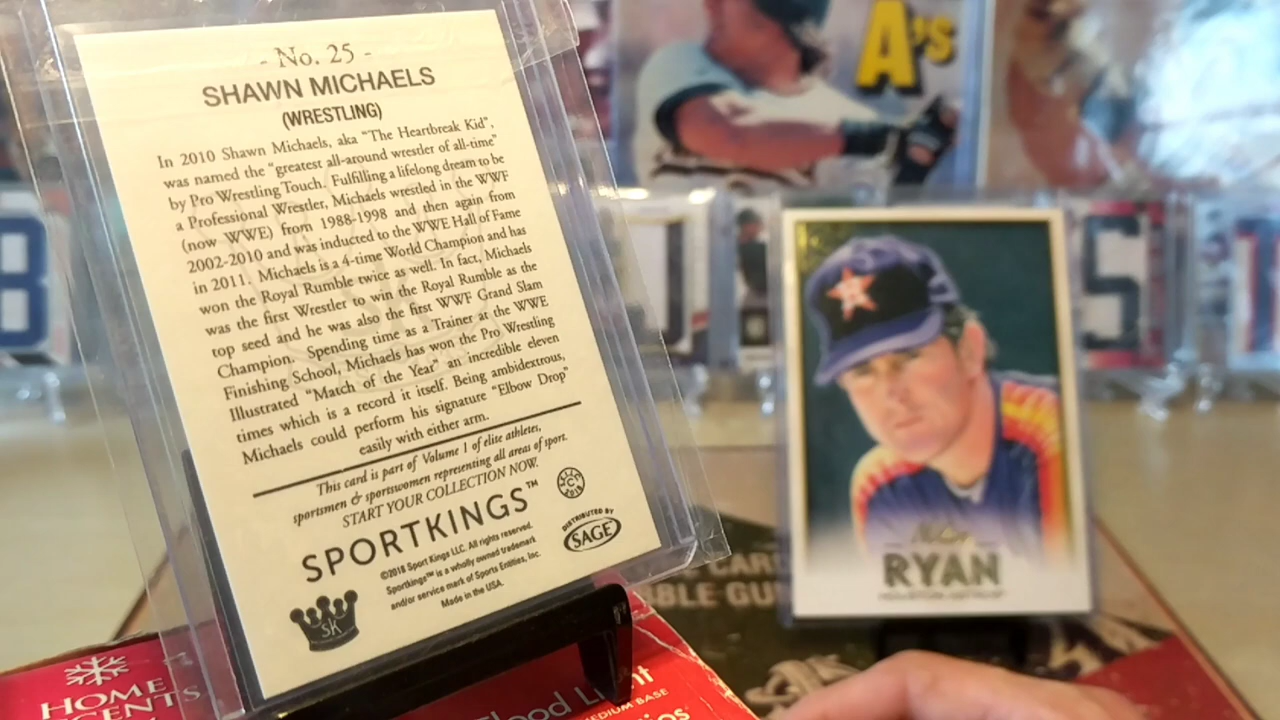 - No. 25 -
SHAWN MICHAELS
(WRESTLING)
In 2010 Shawn Michaels, aka "The Heartbreak Kid",
was named the "greatest all-around wrestler of all-time"
by Pro Wrestling Touch. Fulfilling a lifelong dream to be
a Professional Wrestler, Michaels wrestled in the WWF
(now WWE) from 1988-1998 and then again from
2002-2010 and was inducted to the WWE Hall of Fame
in 2011. Michaels is a 4-time World Champion and has
won the Royal Rumble twice as well. In fact, Michaels
was the first Wrestler to win the Royal Rumble as the
top seed and he was also the first WWF Grand Slam
Champion. Spending time as a Trainer at the WWE
Finishing School, Michaels has won the Pro Wrestling
Illustrated "Match of the Year' an incredible eleven
times which is a record it itself. Being ambidextrous,
Michaels could perform his signature "Elbow Drop"
easily with either arm.
This card is part of Volume 1 of elite athletes,
sportsmen & sportswomen representing all areas of sport.
START YOUR COLLECTION NOW.
SPORTKINGS™
©2018 Sport Kings LLC. All rights reserved.
Sportkings™ is a wholly owned trademark
and/or service mark of Sports Entities, Inc.
Made in the USA.
SK
DISTRIBUTED BY
SAGE
A's
8
5
RYAN
HOME
Flood Light
MEDIUM BASE